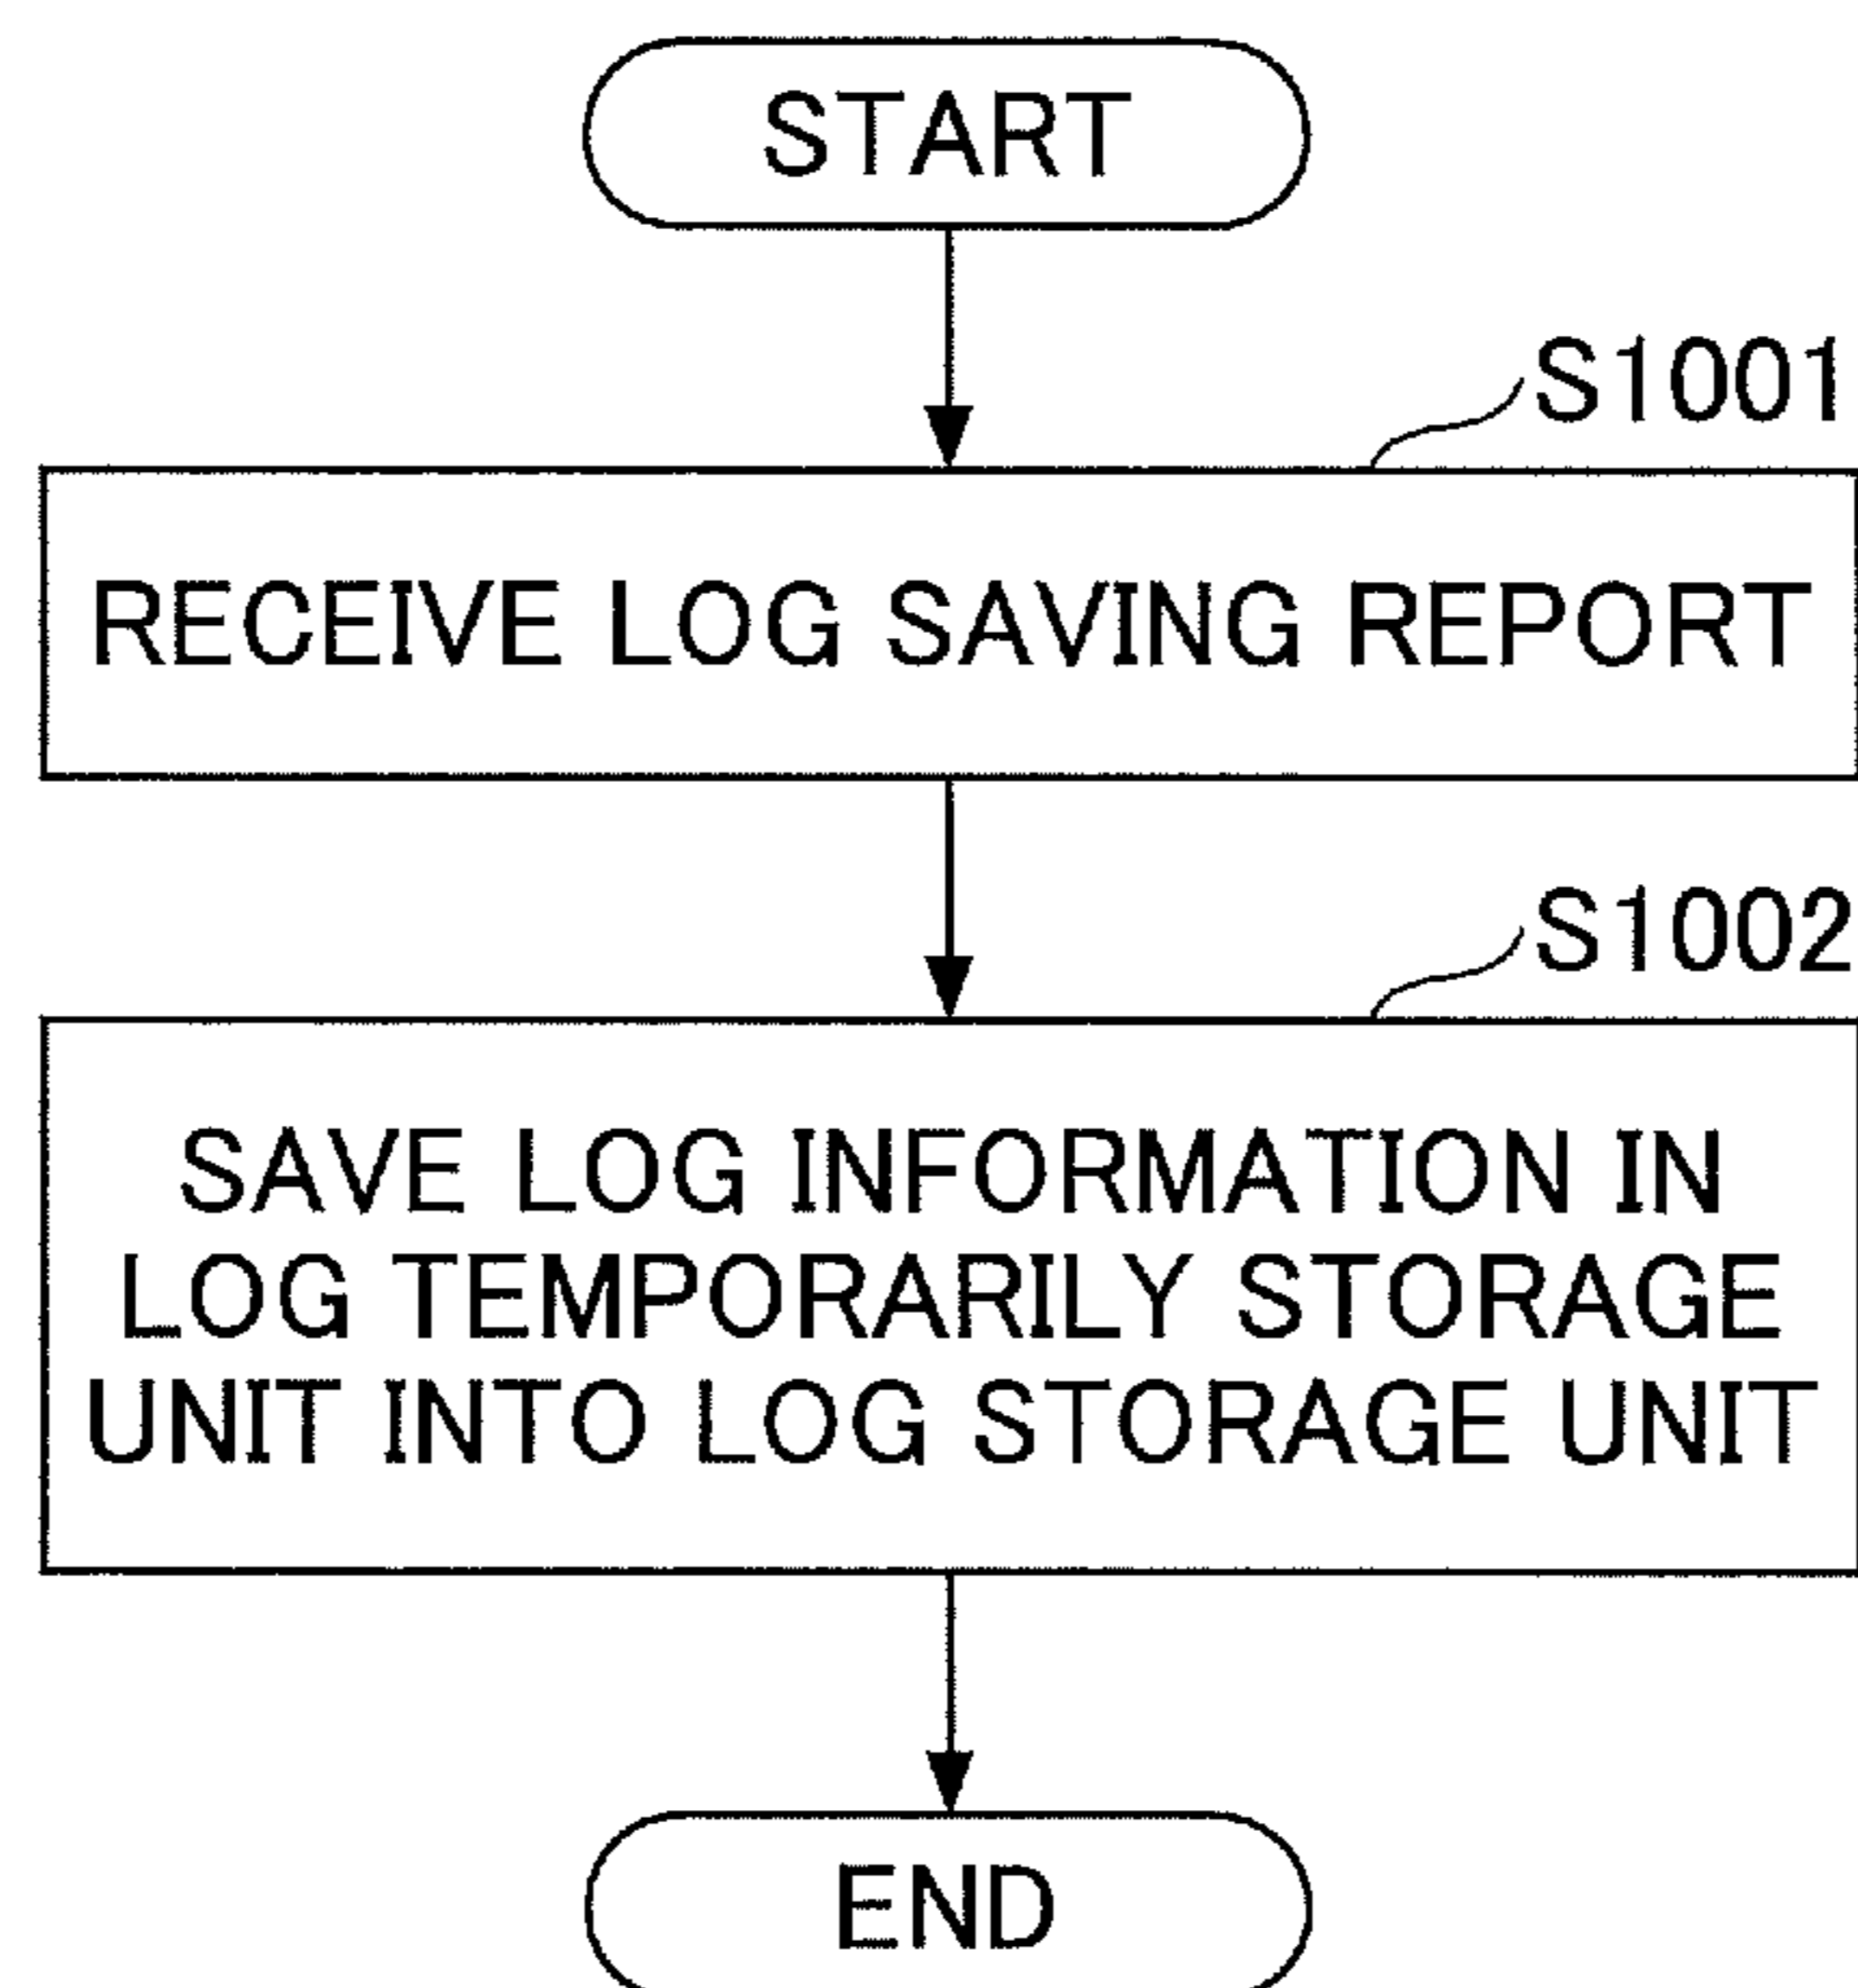 START
S1001
RECEIVE LOG SAVING REPORT
S1002
SAVE LOG INFORMATION IN
LOG TEMPORARILY STORAGE
UNIT INTO LOG STORAGE UNIT
END